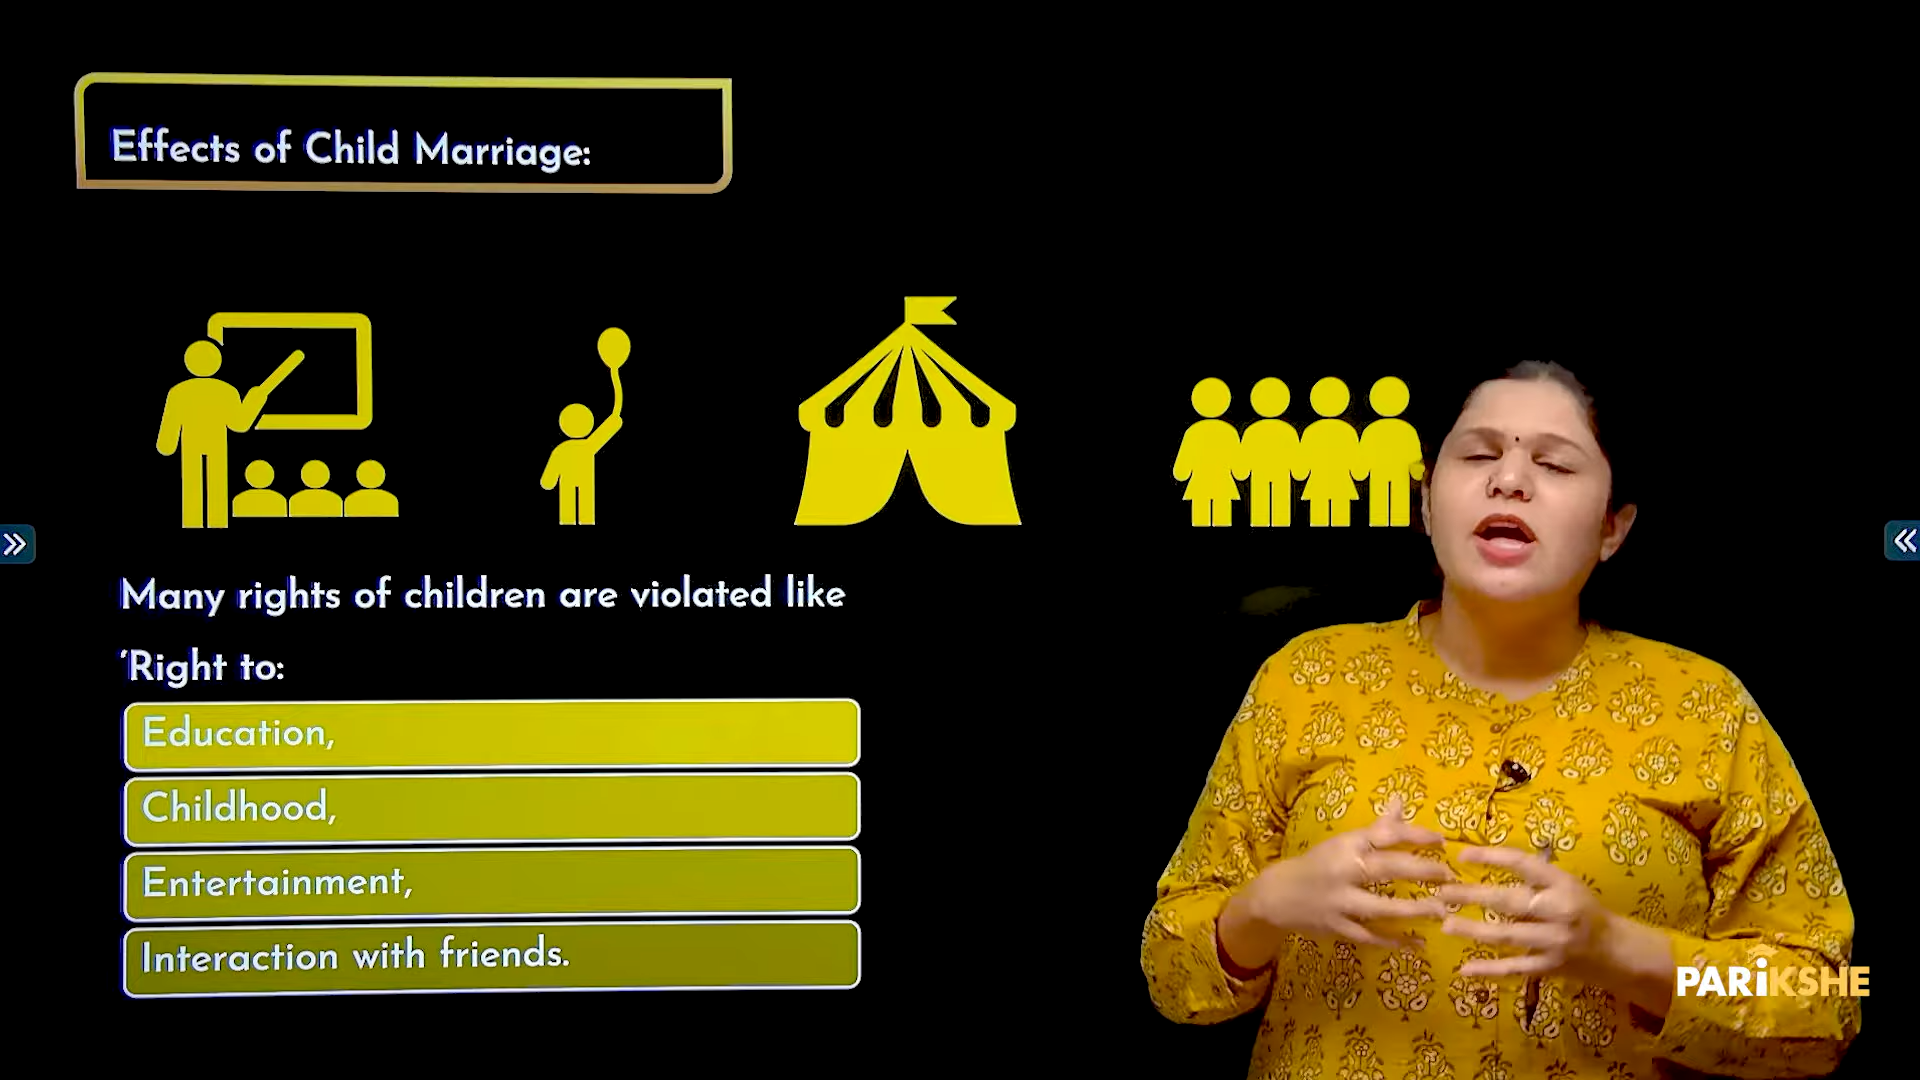 Effects of Child Marriage:
Many rights of children are violated like
‘Right to:
Education,
Childhood,
Entertainment,
Interaction with friends.
PARiKSHE